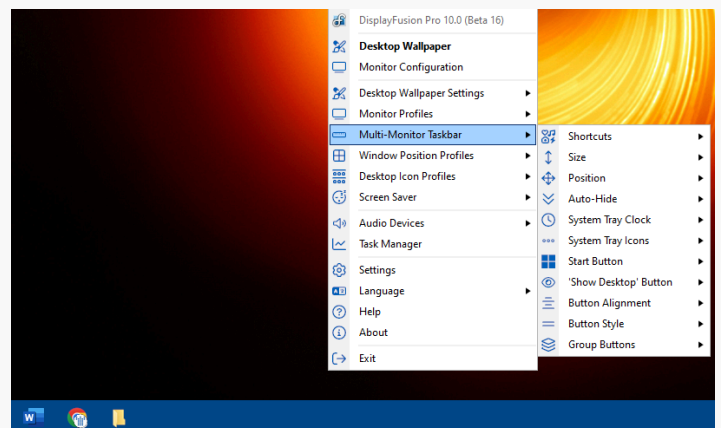 DisplayFusion Pro 10.0 (Beta 16)
Desktop Wallpaper
Monitor Configuration
Desktop Wallpaper Settings
Monitor Profiles
Multi-Monitor Taskbar
Window Position Profiles
Desktop Icon Profiles
Screen Saver
Audio Devices
Task Manager
Settings
Language
Help
About
Exit
Shortcuts
Size
Position
Auto-Hide
System Tray Clock
System Tray Icons
Start Button
'Show Desktop' Button
Button Alignment
Button Style
Group Buttons
W